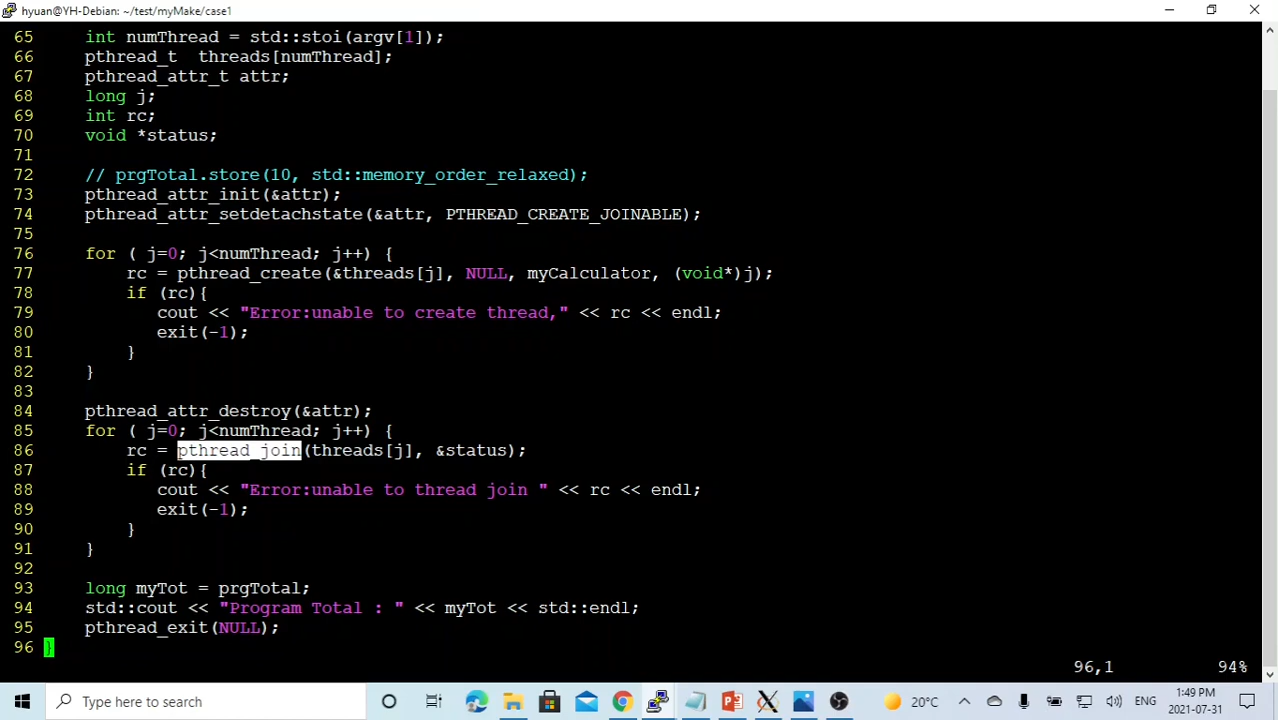 hyuan@YH-Debian: ~/test/myMake/case1
65     int numThread = std::stoi(argv[1]);
66     pthread_t  threads[numThread];
67     pthread_attr_t attr;
68     long j;
69     int rc;
70     void *status;
71
72     // prgTotal.store(10, std::memory_order_relaxed);
73     pthread_attr_init(&attr);
74     pthread_attr_setdetachstate(&attr, PTHREAD_CREATE_JOINABLE);
75
76     for ( j=0; j<numThread; j++) {
77         rc = pthread_create(&threads[j], NULL, myCalculator, (void*)j);
78         if (rc){
79            cout << "Error:unable to create thread," << rc << endl;
80            exit(-1);
81         }
82     }
83
84     pthread_attr_destroy(&attr);
85     for ( j=0; j<numThread; j++) {
86         rc = pthread_join(threads[j], &status);
87         if (rc){
88            cout << "Error:unable to thread join " << rc << endl;
89            exit(-1);
90         }
91     }
92
93     long myTot = prgTotal;
94     std::cout << "Program Total : " << myTot << std::endl;
95     pthread_exit(NULL);
96 }
96,1     94%
Type here to search
20°C
ENG
1:49 PM
2021-07-31